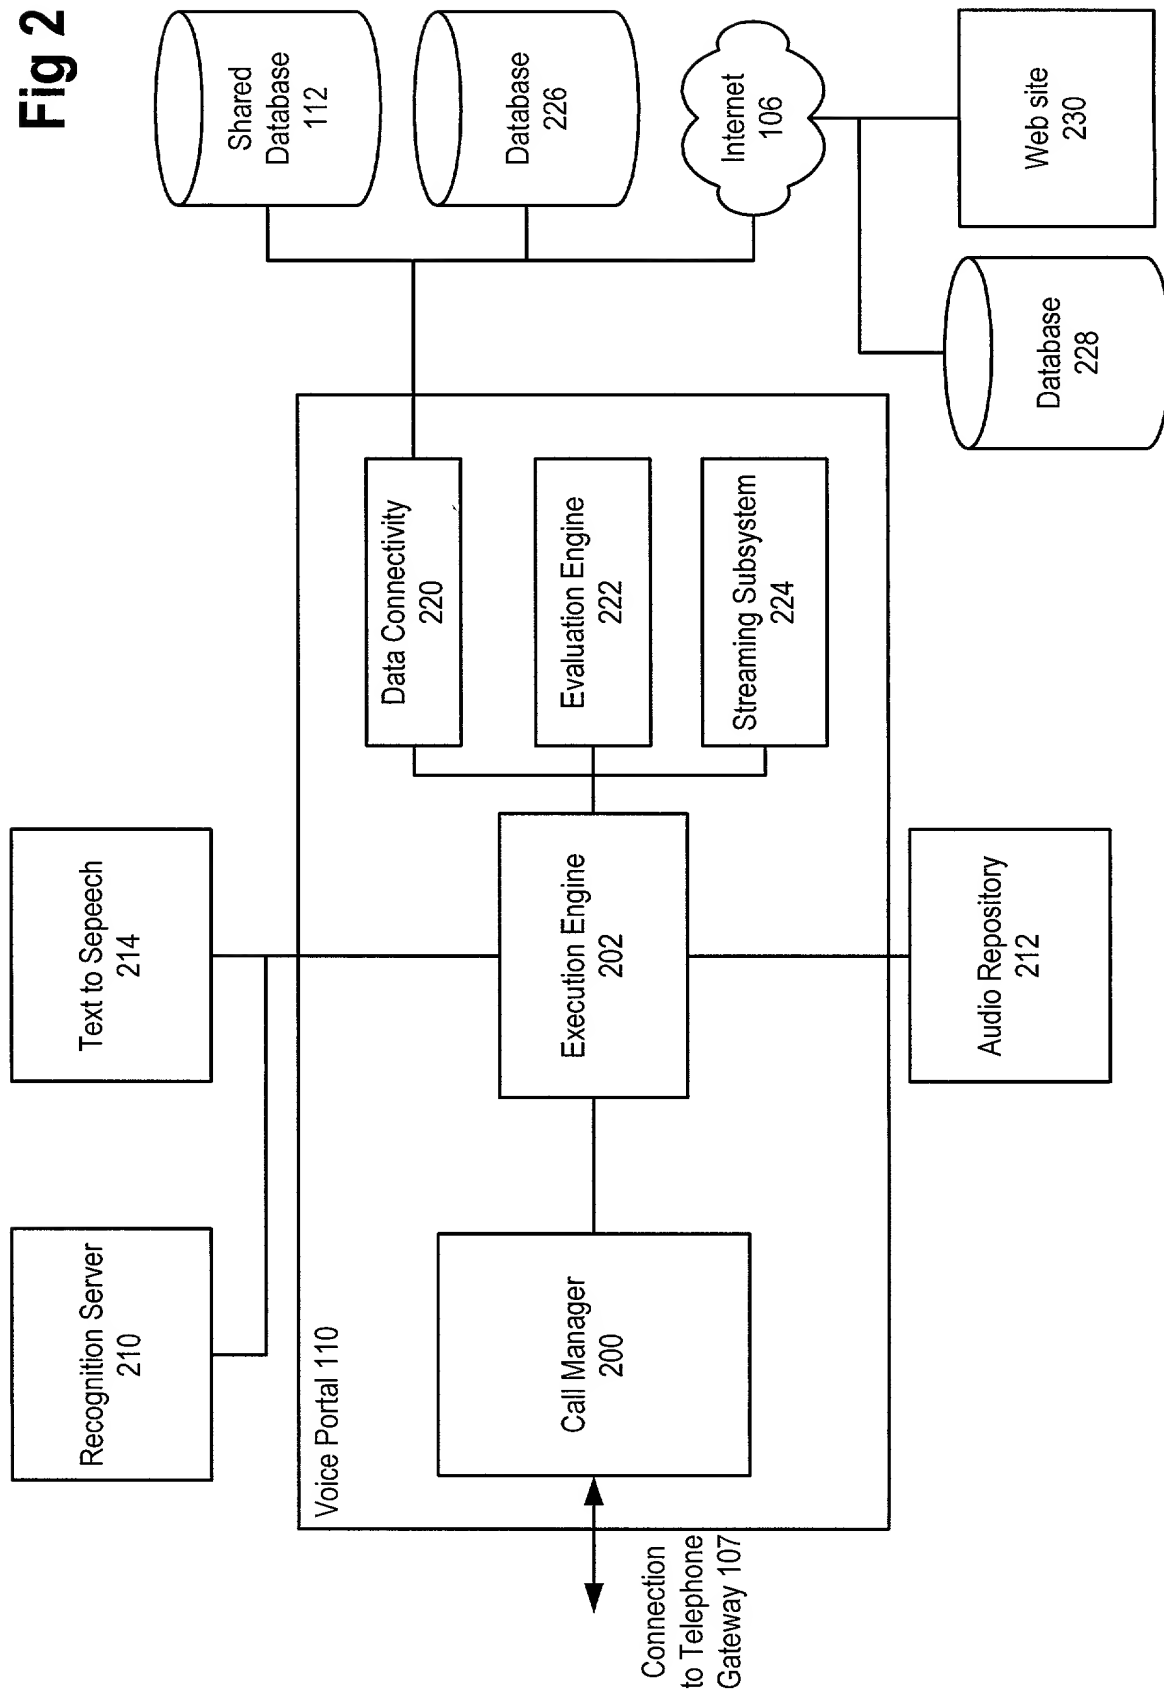 Fig 2
Recognition Server
210
Text to Sepeech
214
Shared
Database
112
Voice Portal 110
Data Connectivity
220
Database
226
Call Manager
200
Execution Engine
202
Evaluation Engine
222
Connection
to Telephone
Gateway 107
Streaming Subsystem
224
Internet
106
Audio Repository
212
Database
228
Web site
230